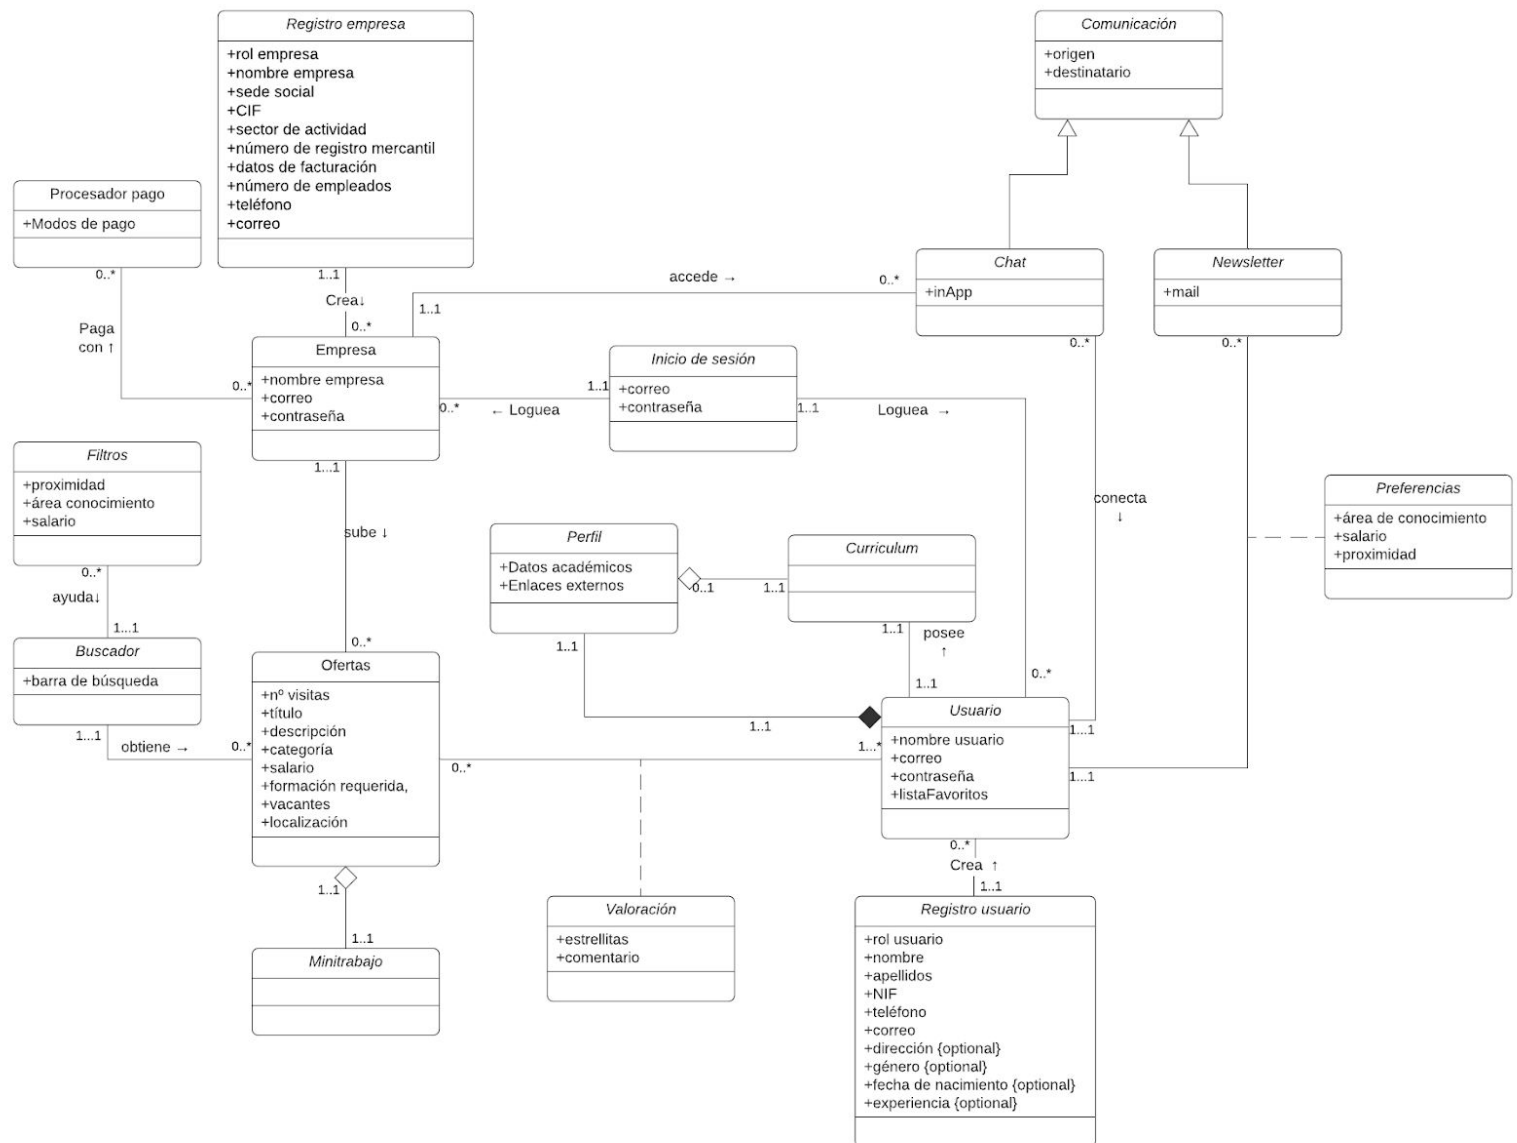 Registro empresa
+rol empresa
+nombre empresa
+sede social
+CIF
+sector de actividad
+número de registro mercantil
+datos de facturación
+número de empleados
+teléfono
+correo
Comunicación
+origen
+destinatario
Procesador pago
+Modos de pago
0..*
Paga
con ↑
0..*
1..1
Crea↓
0..*
1..1
accede →
0..*
Chat
+inApp
0..*
Newsletter
+mail
0..*
Empresa
+nombre empresa
+correo
+contraseña
0..*
← Loguea
1..1
Inicio de sesión
+correo
+contraseña
1..1
Loguea →
0..*
1...1
sube ↓
0..*
Filtros
+proximidad
+área conocimiento
+salario
0..*
ayuda↓
1...1
Buscador
+barra de búsqueda
1...1
obtiene →
0..*
Perfil
+Datos académicos
+Enlaces externos
0..1
1..1
Curriculum
1..1
posee
↑
1..1
1..1
1..1
conecta
↓
Preferencias
+área de conocimiento
+salario
+proximidad
Ofertas
+nº visitas
+título
+descripción
+categoría
+salario
+formación requerida,
+vacantes
+localización
0..*
1...*
Usuario
+nombre usuario
+correo
+contraseña
+listaFavoritos
1...1
1...1
0..*
Crea ↑
1..1
1..1
1..1
Minitrabajo
Valoración
+estrellitas
+comentario
Registro usuario
+rol usuario
+nombre
+apellidos
+NIF
+teléfono
+correo
+dirección {optional}
+género {optional}
+fecha de nacimiento {optional}
+experiencia {optional}